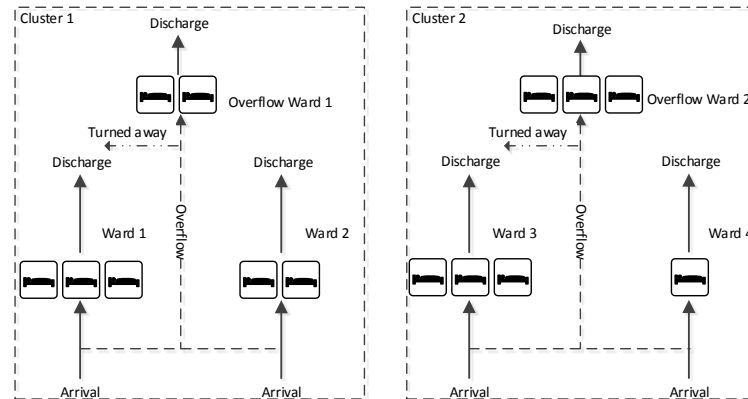 Cluster 1
Discharge
Overflow Ward 1
Turned away
Discharge
Discharge
Overflow
Ward 1
Ward 2
Arrival
Arrival
Cluster 2
Discharge
Overflow Ward 2
Turned away
Discharge
Discharge
Overflow
Ward 3
Ward 4
Arrival
Arrival